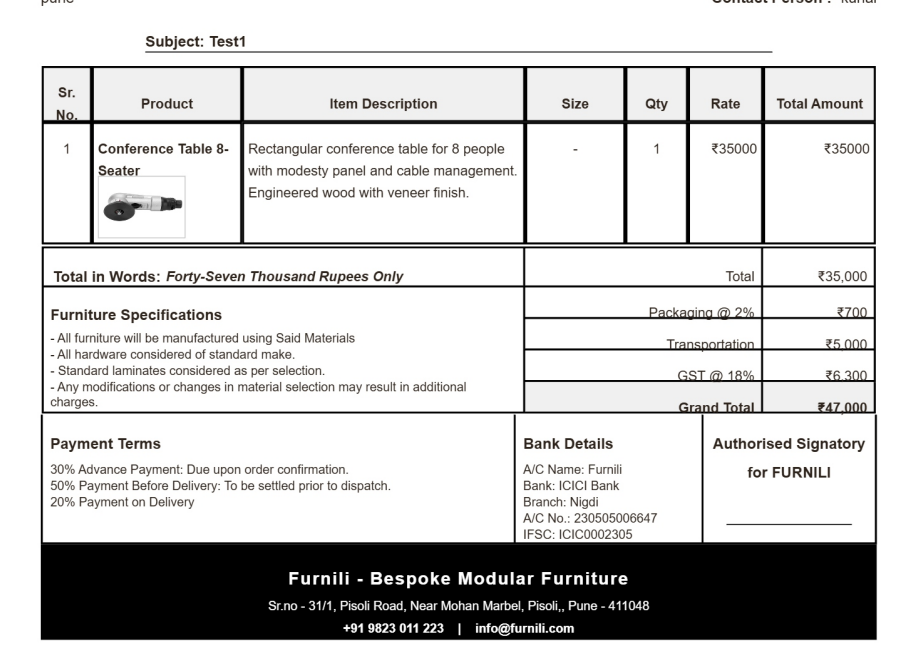 pune Contact Person : kunal
Subject: Test1
Sr. No. Product Item Description Size Qty Rate Total Amount
1 Conference Table 8- Rectangular conference table for 8 people - 1 ₹35000 ₹35000
Seater with modesty panel and cable management.
Engineered wood with veneer finish.
Total in Words: Forty-Seven Thousand Rupees Only Total ₹35,000
Furniture Specifications Packaging @ 2% ₹700
- All furniture will be manufactured using Said Materials
Transportation ₹5,000
- All hardware considered of standard make.
- Standard laminates considered as per selection.
GST @ 18% ₹6,300
- Any modifications or changes in material selection may result in additional
charges.
Grand Total ₹47,000
Payment Terms Bank Details Authorised Signatory
30% Advance Payment: Due upon order confirmation. A/C Name: Furnili for FURNILI
50% Payment Before Delivery: To be settled prior to dispatch. Bank: ICICI Bank
20% Payment on Delivery Branch: Nigdi
A/C No.: 230505006647
IFSC: ICIC0002305
Furnili - Bespoke Modular Furniture
Sr.no - 31/1, Pisoli Road, Near Mohan Marbel, Pisoli,, Pune - 411048
+91 9823 011 223 | info@furnili.com